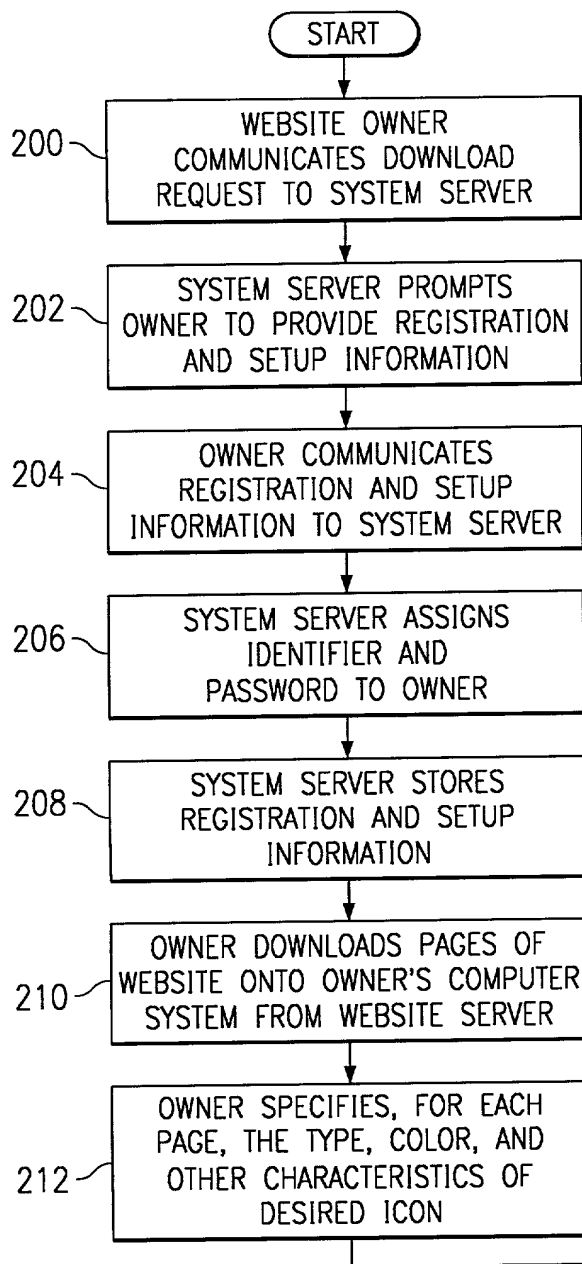 START
200
WEBSITE OWNER
COMMUNICATES DOWNLOAD
REQUEST TO SYSTEM SERVER
202
SYSTEM SERVER PROMPTS
OWNER TO PROVIDE REGISTRATION
AND SETUP INFORMATION
204
OWNER COMMUNICATES
REGISTRATION AND SETUP
INFORMATION TO SYSTEM SERVER
206
SYSTEM SERVER ASSIGNS
IDENTIFIER AND
PASSWORD TO OWNER
208
SYSTEM SERVER STORES
REGISTRATION AND SETUP
INFORMATION
210
OWNER DOWNLOADS PAGES OF
WEBSITE ONTO OWNER'S COMPUTER
SYSTEM FROM WEBSITE SERVER
212
OWNER SPECIFIES, FOR EACH
PAGE, THE TYPE, COLOR, AND
OTHER CHARACTERISTICS OF
DESIRED ICON